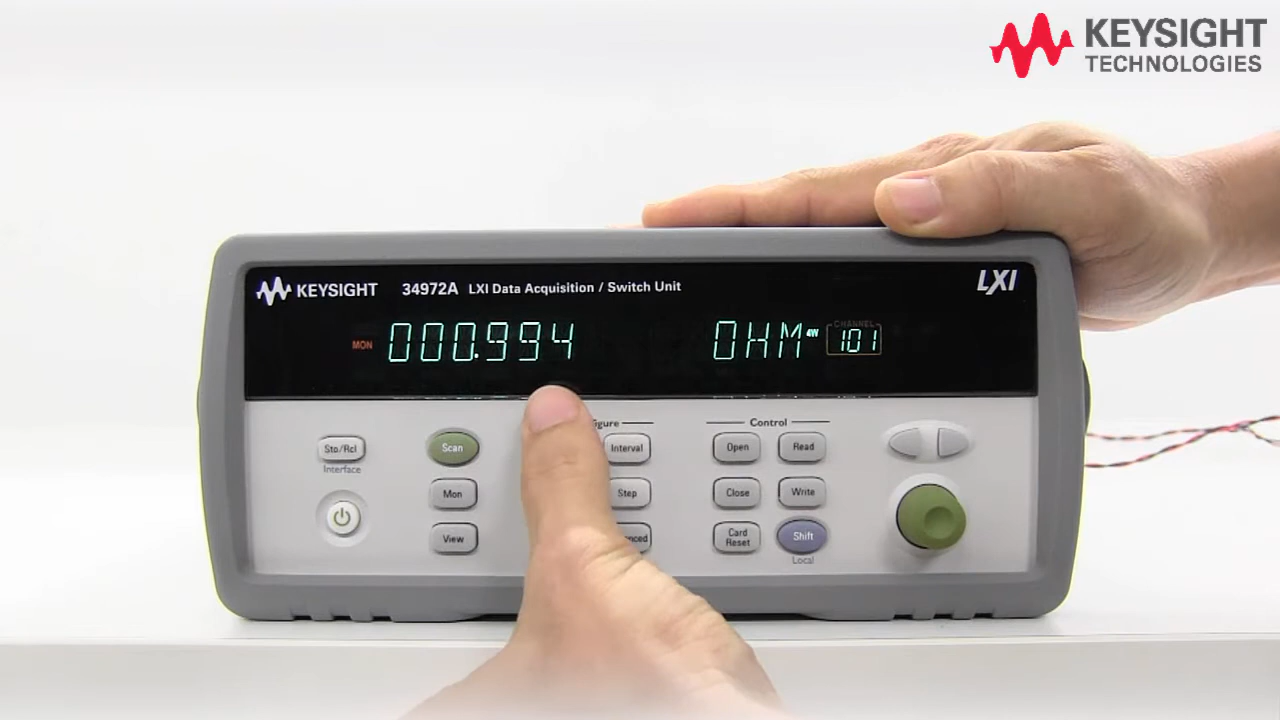 KEYSIGHT
TECHNOLOGIES
KEYSIGHT 34972A LXI Data Acquisition / Switch Unit LXI
MON 000.994 OHM 4W CHANNEL 101
Control
Sto/Rcl Scan Interval Open Read
Interface
Mon Step Close Write
View Card Reset Shift
Local